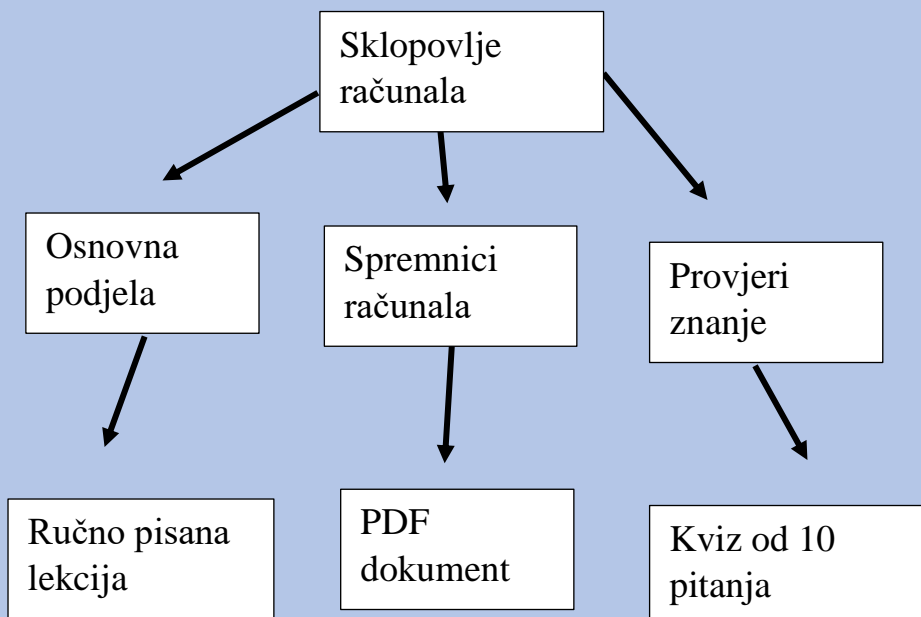 Sklopovlje
računala
Osnovna
podjela
Spremnici
računala
Provjeri
znanje
Ručno pisana
lekcija
PDF
dokument
Kviz od 10
pitanja